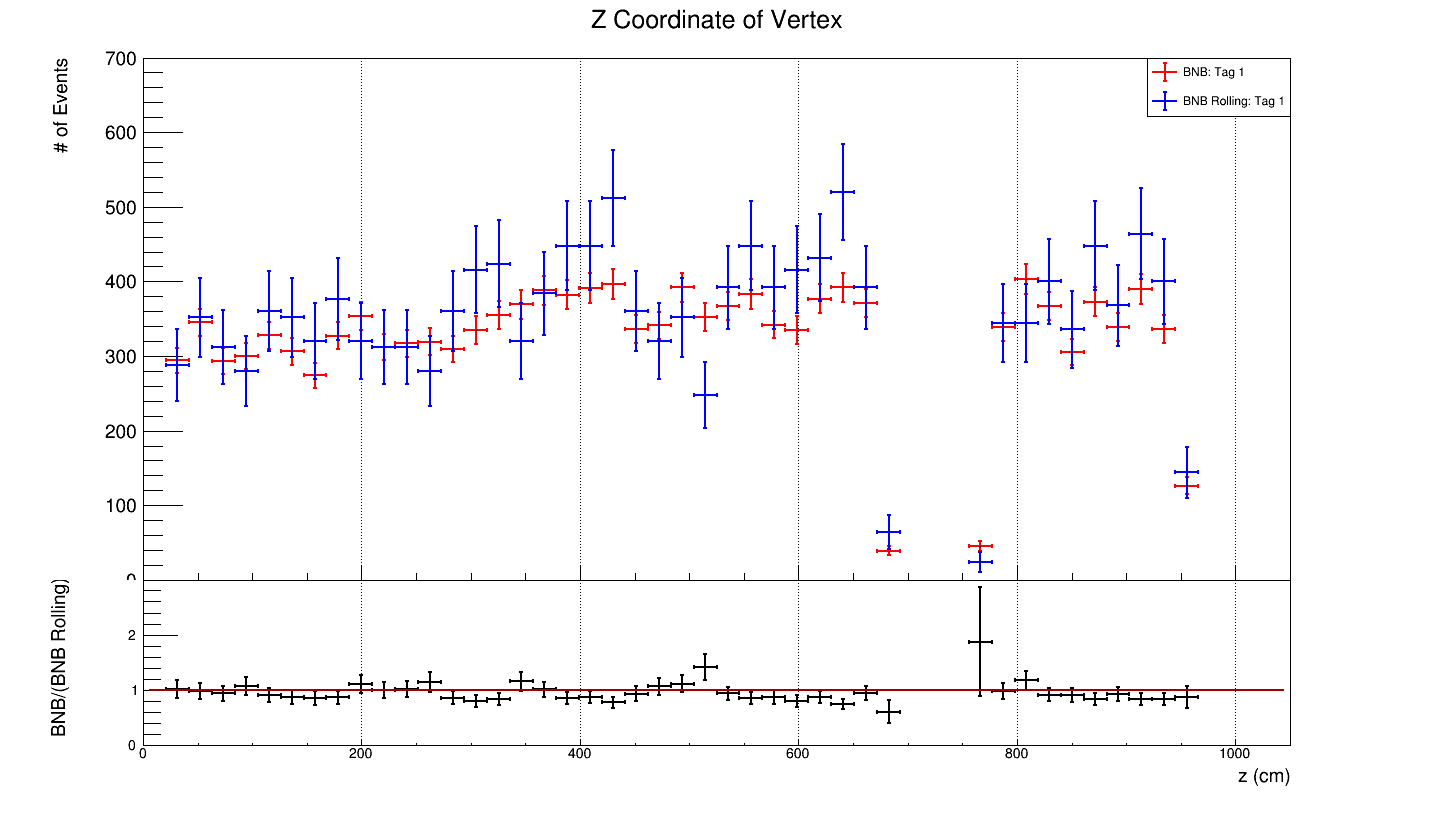 Z Coordinate of Vertex
# of Events
700
600
500
400
300
200
100
0
BNB: Tag 1
BNB Rolling: Tag 1
BNB/(BNB Rolling)
2
1
0
0 200 400 600 800 1000
z (cm)